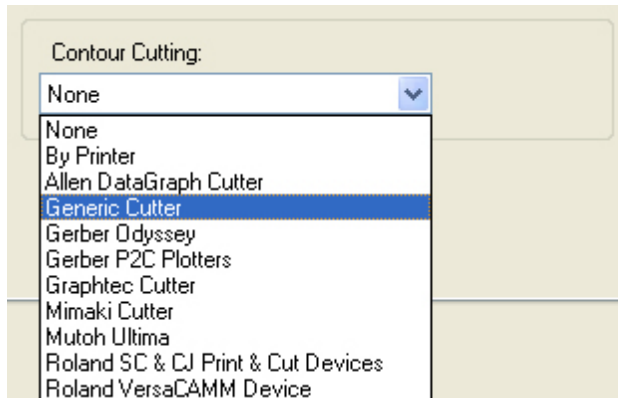 Contour Cutting:
None
None
By Printer
Allen DataGraph Cutter
Generic Cutter
Gerber Odyssey
Gerber P2C Plotters
Graphtec Cutter
Mimaki Cutter
Mutoh Ultima
Roland SC & CJ Print & Cut Devices
Roland VersaCAMM Device